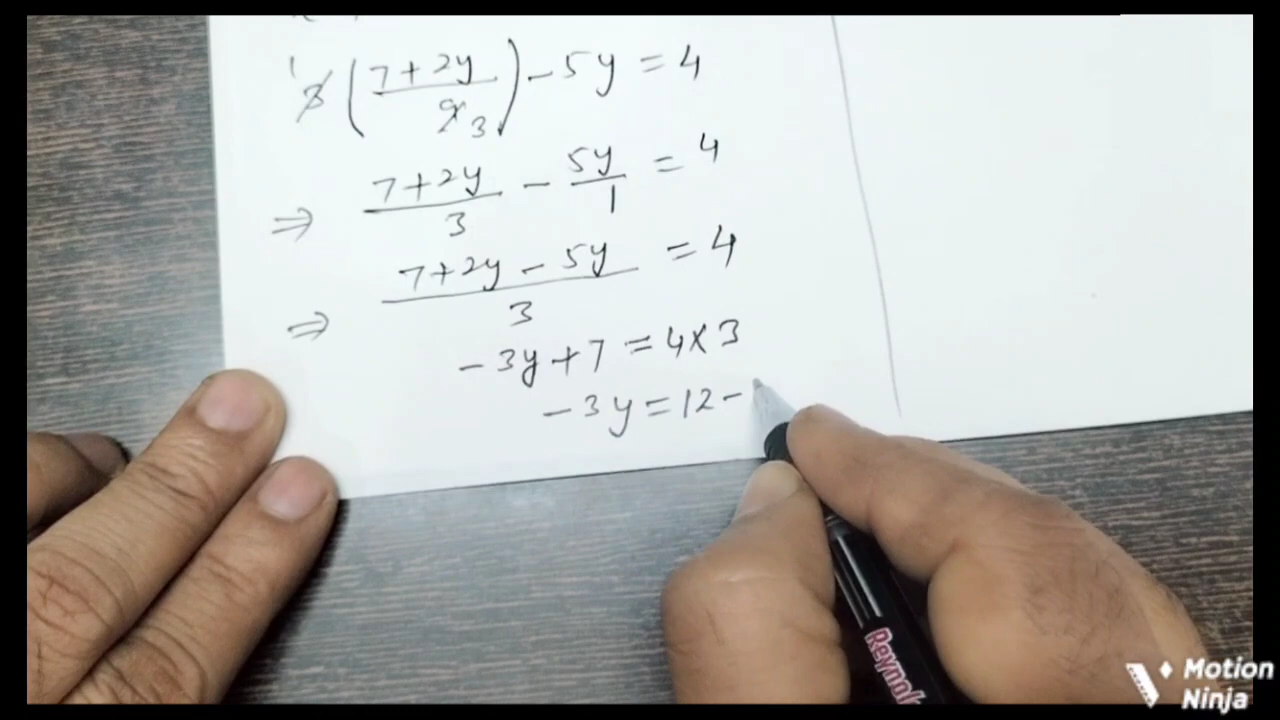 1 3 ( 7 + 2y / 9 3 ) - 5y = 4
⇒ 7 + 2y / 3 - 5y / 1 = 4
⇒ 7 + 2y - 5y / 3 = 4
- 3y + 7 = 4 × 3
- 3y = 12 -
Reynol
Motion
Ninja